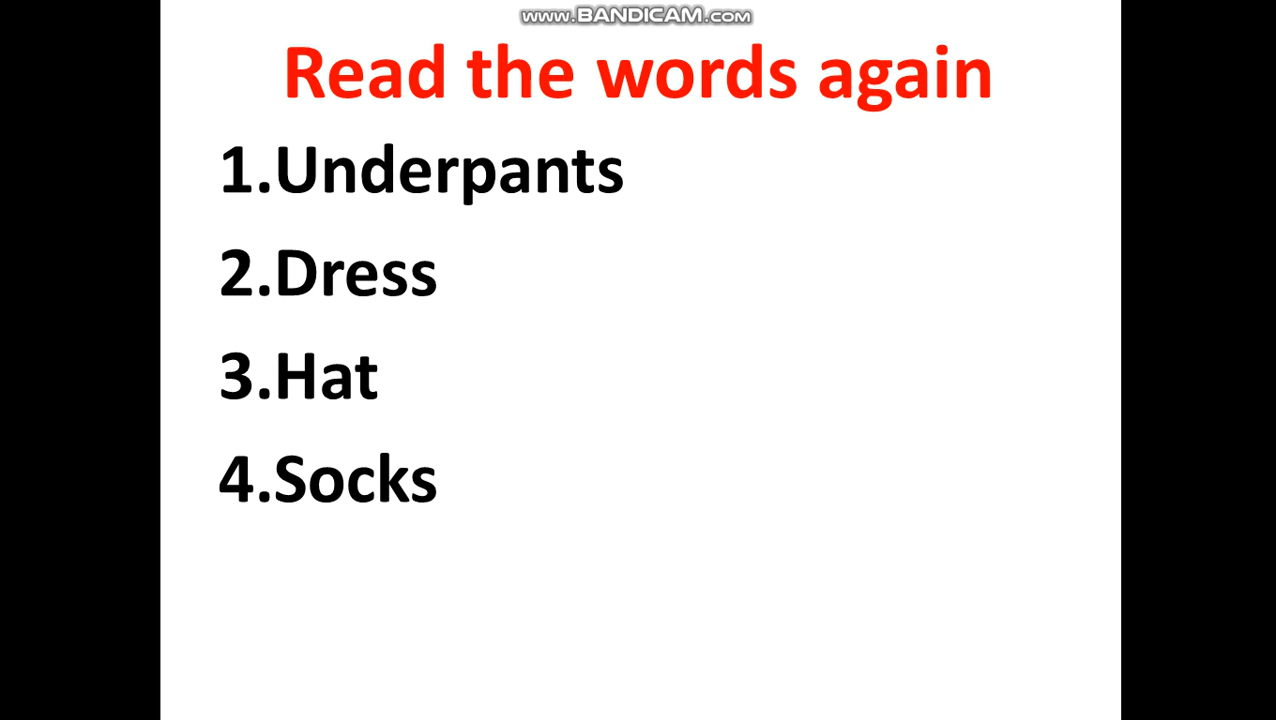 www.BANDICAM.com
Read the words again
1.Underpants
2.Dress
3.Hat
4.Socks